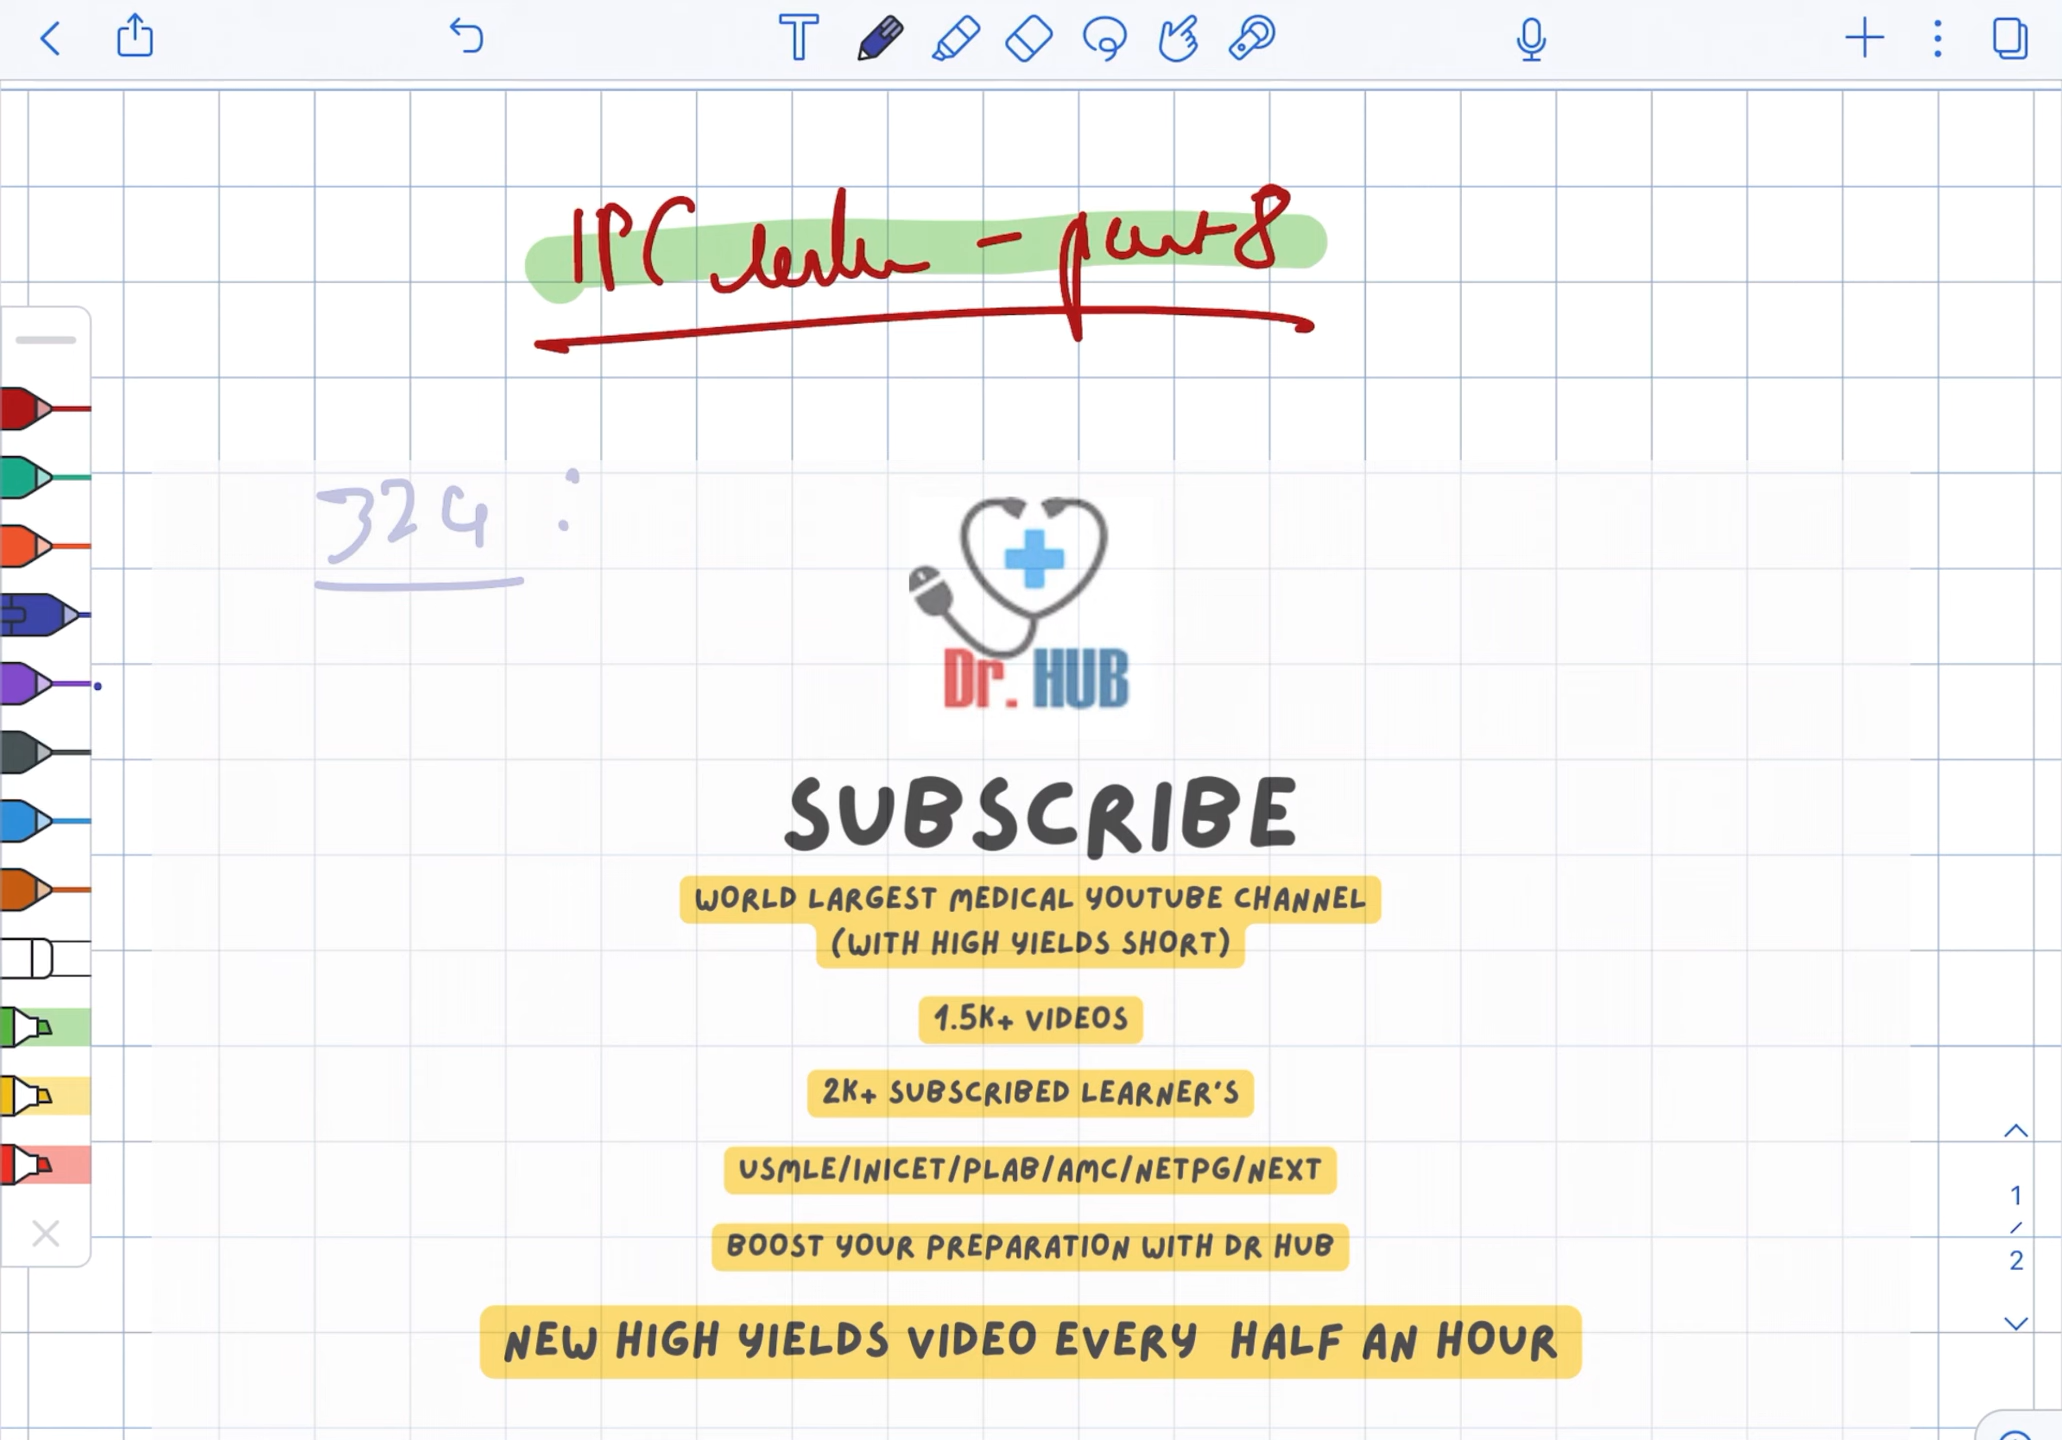 IPC - part 8
324 :
Dr. HUB
SUBSCRIBE
WORLD LARGEST MEDICAL YOUTUBE CHANNEL
(WITH HIGH YIELDS SHORT)
1.5K+ VIDEOS
2K+ SUBSCRIBED LEARNER'S
USMLE/INICET/PLAB/AMC/NETPG/NEXT
BOOST YOUR PREPARATION WITH DR HUB
NEW HIGH YIELDS VIDEO EVERY HALF AN HOUR
1
/
2